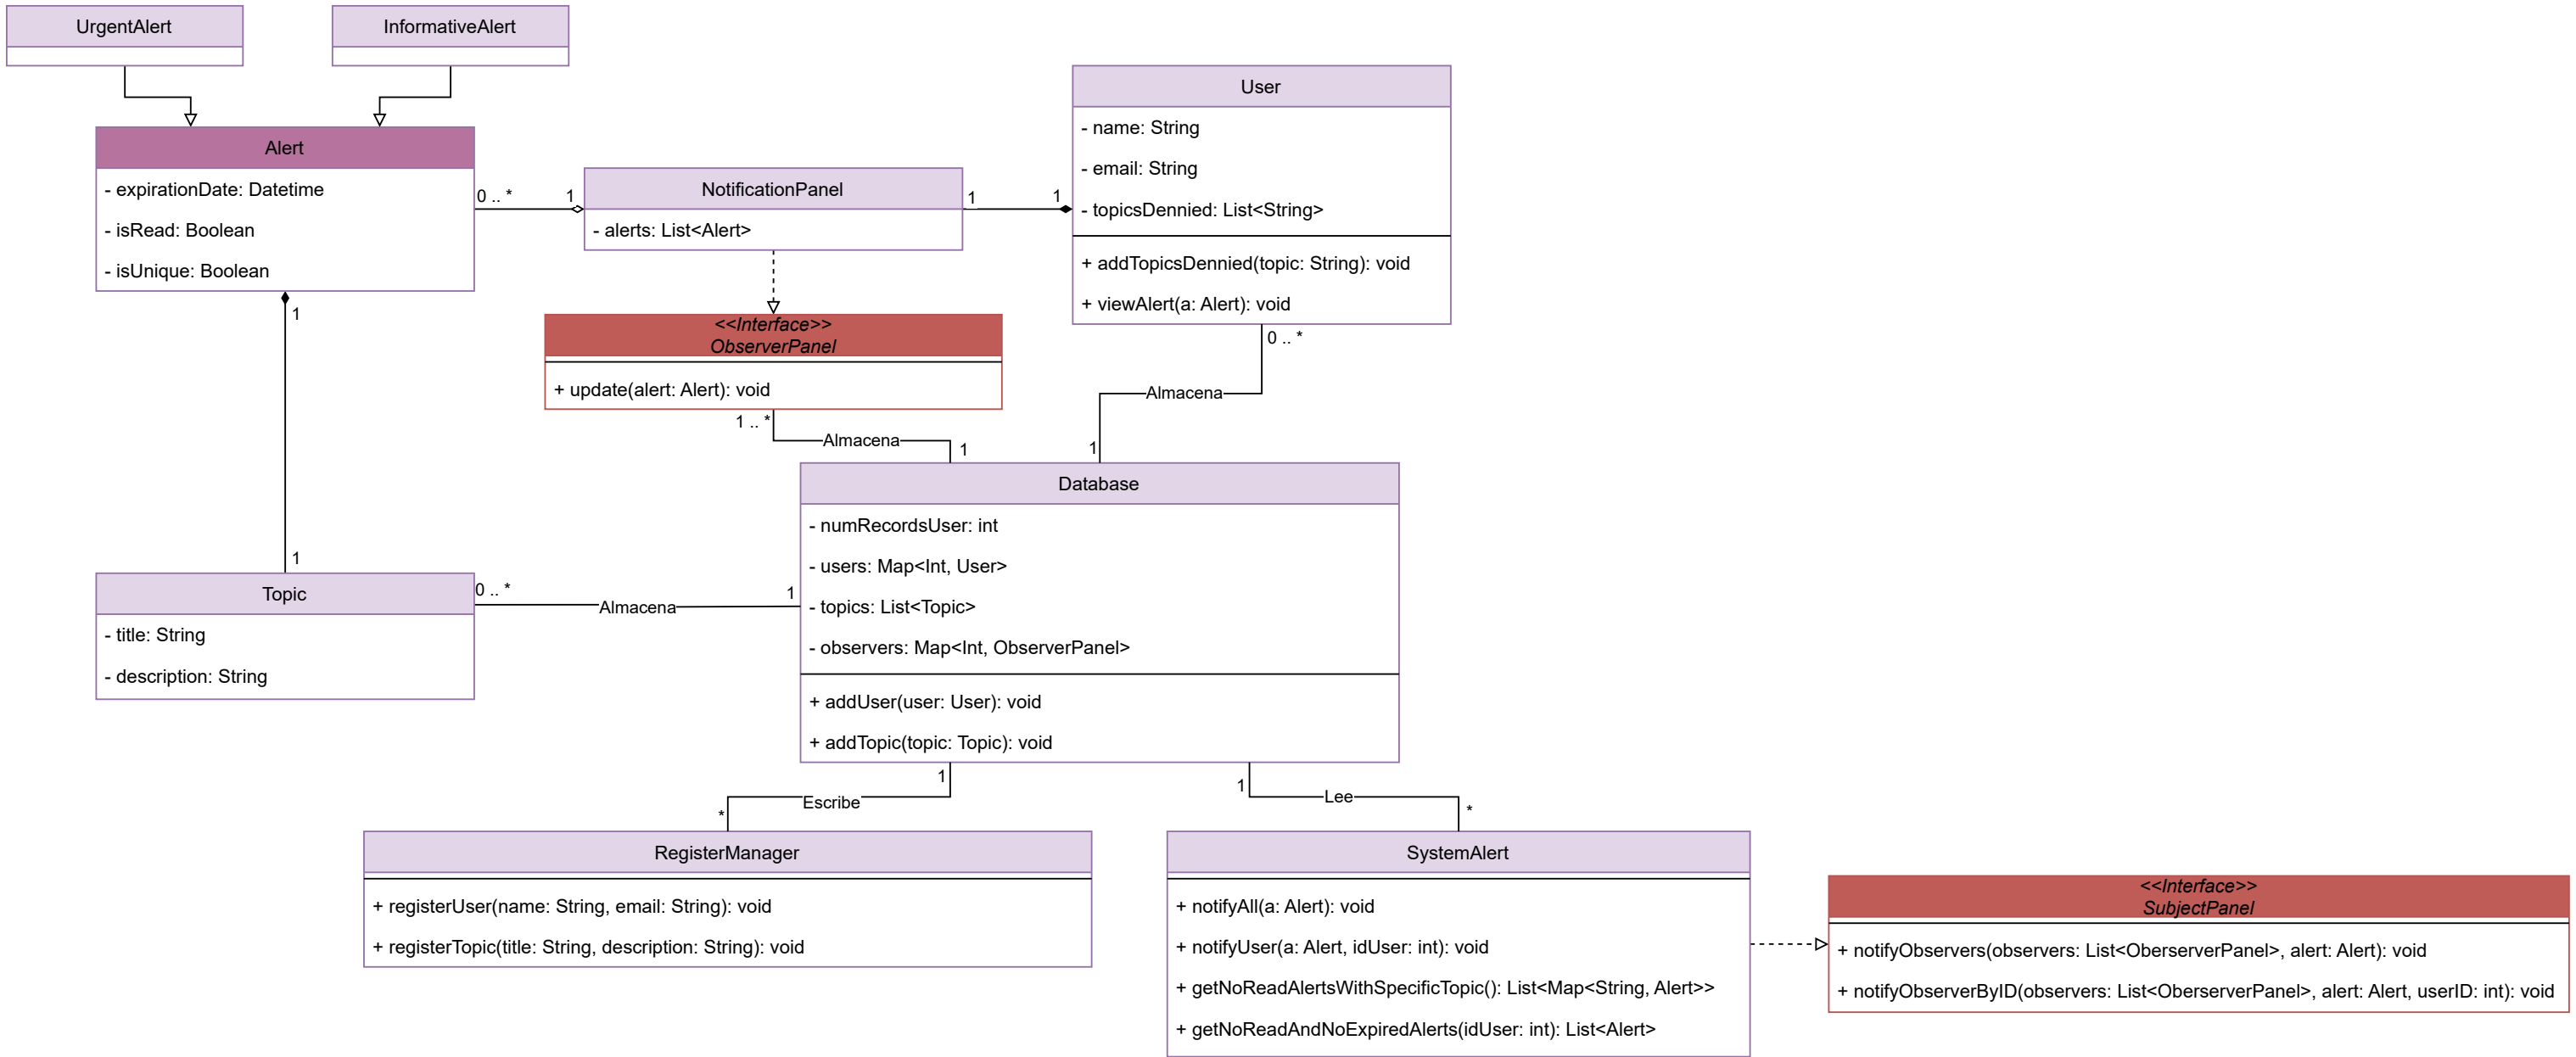 UrgentAlert
InformativeAlert
Alert
- expirationDate: Datetime
- isRead: Boolean
- isUnique: Boolean
0 .. *
1
NotificationPanel
- alerts: List<Alert>
1
1
User
- name: String
- email: String
- topicsDennied: List<String>
+ addTopicsDennied(topic: String): void
+ viewAlert(a: Alert): void
1
<<Interface>>
ObserverPanel
+ update(alert: Alert): void
0 .. *
Almacena
1
1 .. *
Almacena
1
Database
- numRecordsUser: int
- users: Map<Int, User>
- topics: List<Topic>
- observers: Map<Int, ObserverPanel>
+ addUser(user: User): void
+ addTopic(topic: Topic): void
1
Topic
- title: String
- description: String
0 .. *
Almacena
1
1
Escribe
*
1
Lee
*
RegisterManager
+ registerUser(name: String, email: String): void
+ registerTopic(title: String, description: String): void
SystemAlert
+ notifyAll(a: Alert): void
+ notifyUser(a: Alert, idUser: int): void
+ getNoReadAlertsWithSpecificTopic(): List<Map<String, Alert>>
+ getNoReadAndNoExpiredAlerts(idUser: int): List<Alert>
<<Interface>>
SubjectPanel
+ notifyObservers(observers: List<OberserverPanel>, alert: Alert): void
+ notifyObserverByID(observers: List<OberserverPanel>, alert: Alert, userID: int): void